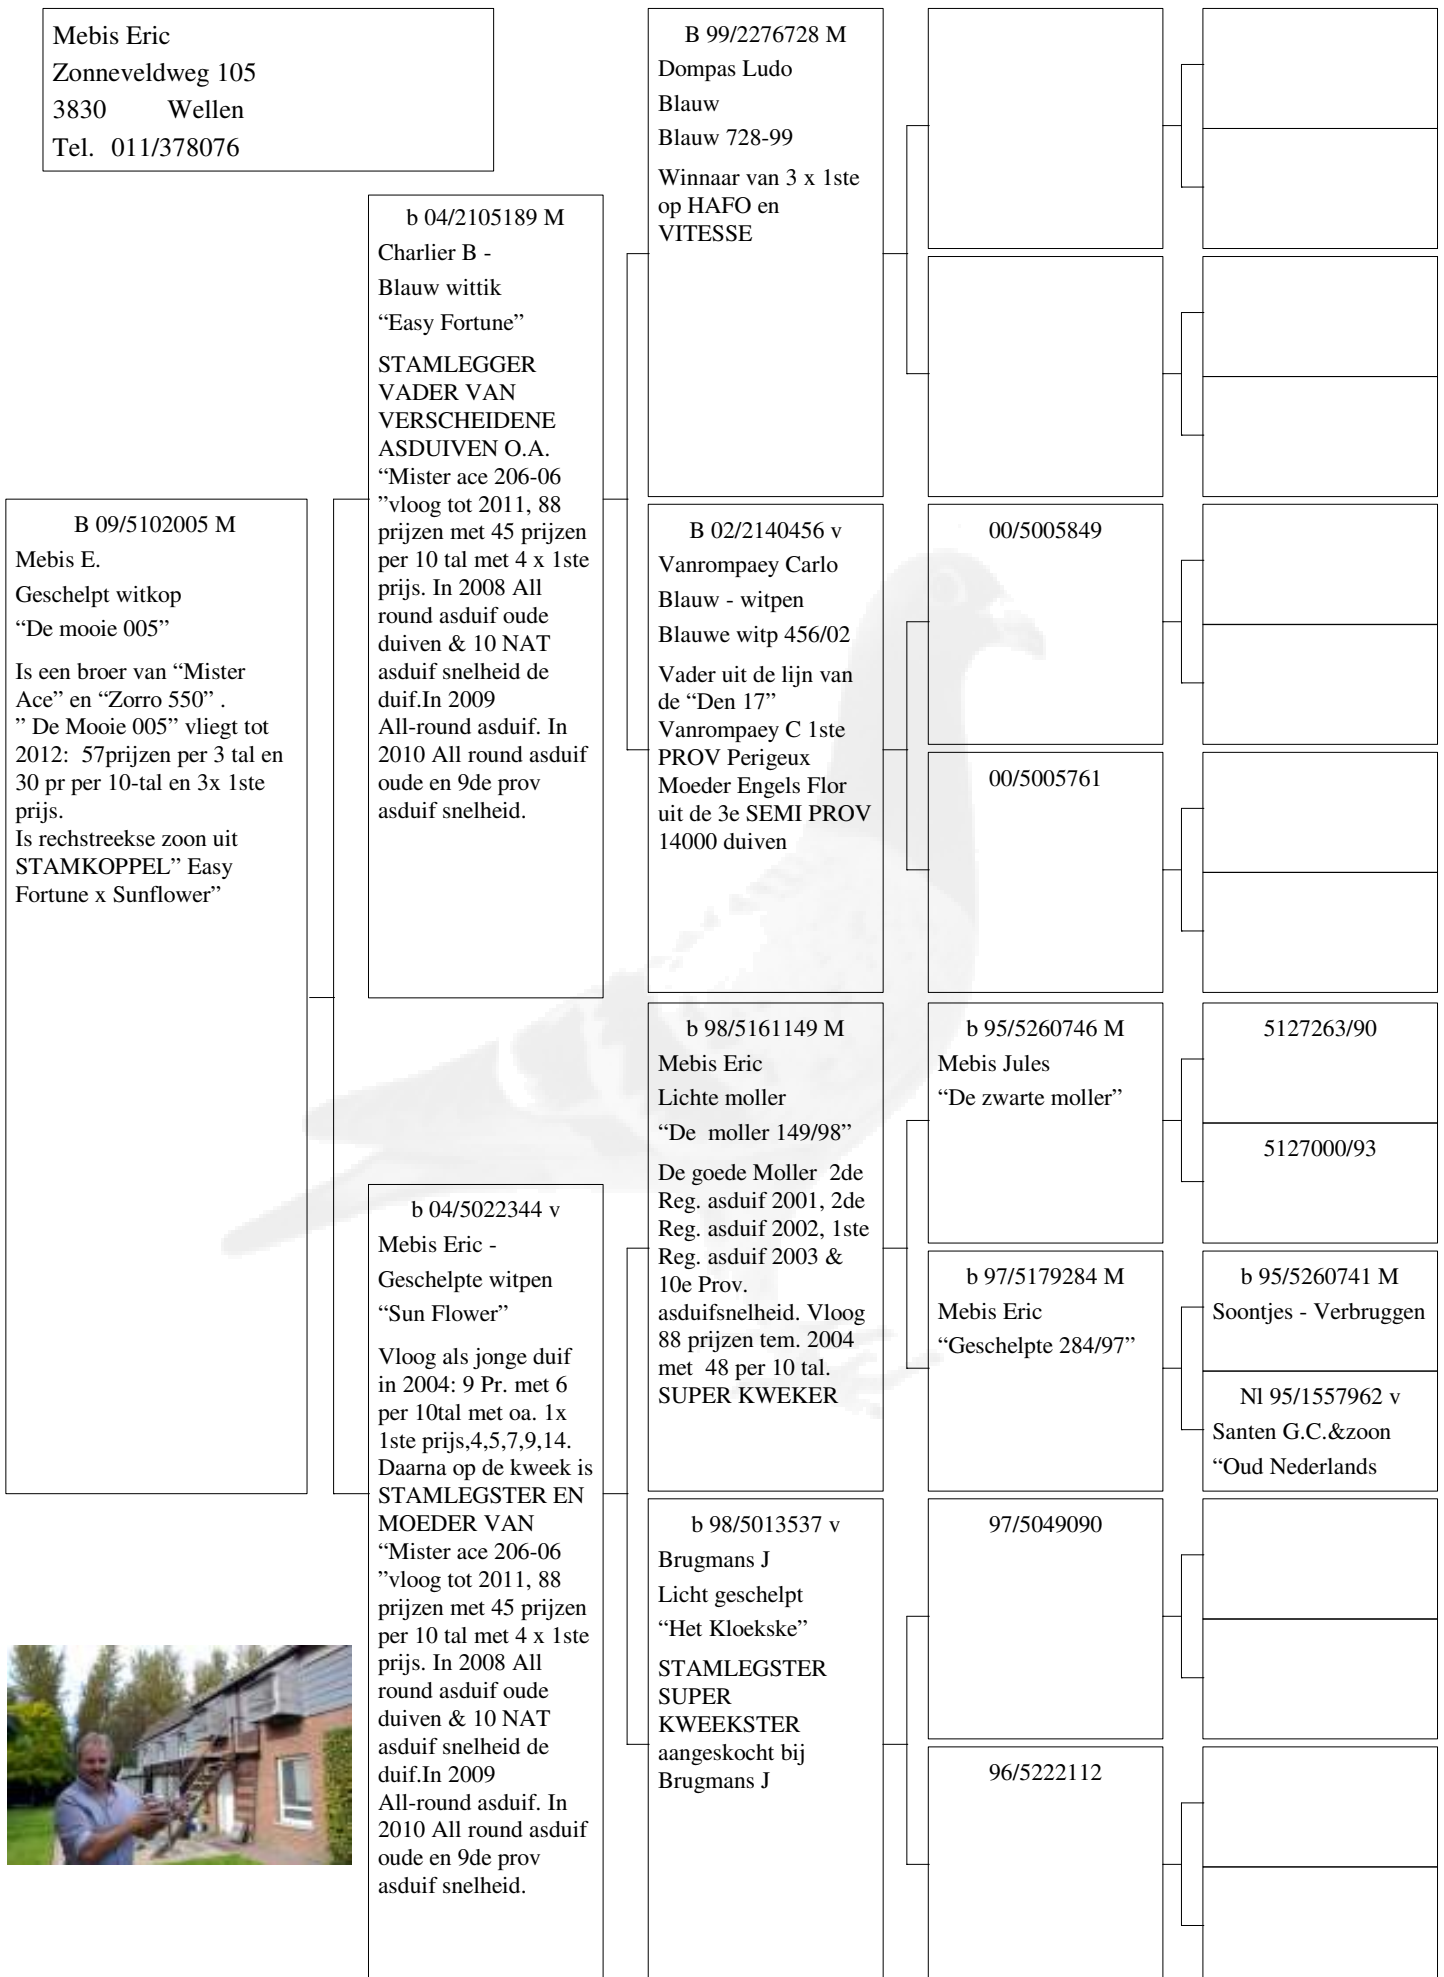 Mebis Eric
Zonneveldweg 105
3830 Wellen
Tel. 011/378076
B 09/5102005 M
Mebis E.
Geschelpt witkop
“De mooie 005”
Is een broer van “Mister
Ace” en “Zorro 550” .
” De Mooie 005” vliegt tot
2012: 57prijzen per 3 tal en
30 pr per 10-tal en 3x 1ste
prijs.
Is rechstreekse zoon uit
STAMKOPPEL” Easy
Fortune x Sunflower”
b 04/2105189 M
Charlier B -
Blauw wittik
“Easy Fortune”
STAMLEGGER
VADER VAN
VERSCHEIDENE
ASDUIVEN O.A.
“Mister ace 206-06
”vloog tot 2011, 88
prijzen met 45 prijzen
per 10 tal met 4 x 1ste
prijs. In 2008 All
round asduif oude
duiven & 10 NAT
asduif snelheid de
duif.In 2009
All-round asduif. In
2010 All round asduif
oude en 9de prov
asduif snelheid.
b 04/5022344 v
Mebis Eric -
Geschelpte witpen
“Sun Flower”
Vloog als jonge duif
in 2004: 9 Pr. met 6
per 10tal met oa. 1x
1ste prijs,4,5,7,9,14.
Daarna op de kweek is
STAMLEGSTER EN
MOEDER VAN
“Mister ace 206-06
”vloog tot 2011, 88
prijzen met 45 prijzen
per 10 tal met 4 x 1ste
prijs. In 2008 All
round asduif oude
duiven & 10 NAT
asduif snelheid de
duif.In 2009
All-round asduif. In
2010 All round asduif
oude en 9de prov
asduif snelheid.
B 99/2276728 M
Dompas Ludo
Blauw
Blauw 728-99
Winnaar van 3 x 1ste
op HAFO en
VITESSE
B 02/2140456 v
Vanrompaey Carlo
Blauw - witpen
Blauwe witp 456/02
Vader uit de lijn van
de “Den 17”
Vanrompaey C 1ste
PROV Perigeux
Moeder Engels Flor
uit de 3e SEMI PROV
14000 duiven
b 98/5161149 M
Mebis Eric
Lichte moller
“De moller 149/98”
De goede Moller 2de
Reg. asduif 2001, 2de
Reg. asduif 2002, 1ste
Reg. asduif 2003 &
10e Prov.
asduifsnelheid. Vloog
88 prijzen tem. 2004
met 48 per 10 tal.
SUPER KWEKER
b 98/5013537 v
Brugmans J
Licht geschelpt
“Het Kloekske”
STAMLEGSTER
SUPER
KWEEKSTER
aangeskocht bij
Brugmans J
00/5005849
00/5005761
b 95/5260746 M
Mebis Jules
“De zwarte moller”
b 97/5179284 M
Mebis Eric
“Geschelpte 284/97”
97/5049090
96/5222112
5127263/90
5127000/93
b 95/5260741 M
Soontjes - Verbruggen
Nl 95/1557962 v
Santen G.C.&zoon
“Oud Nederlands